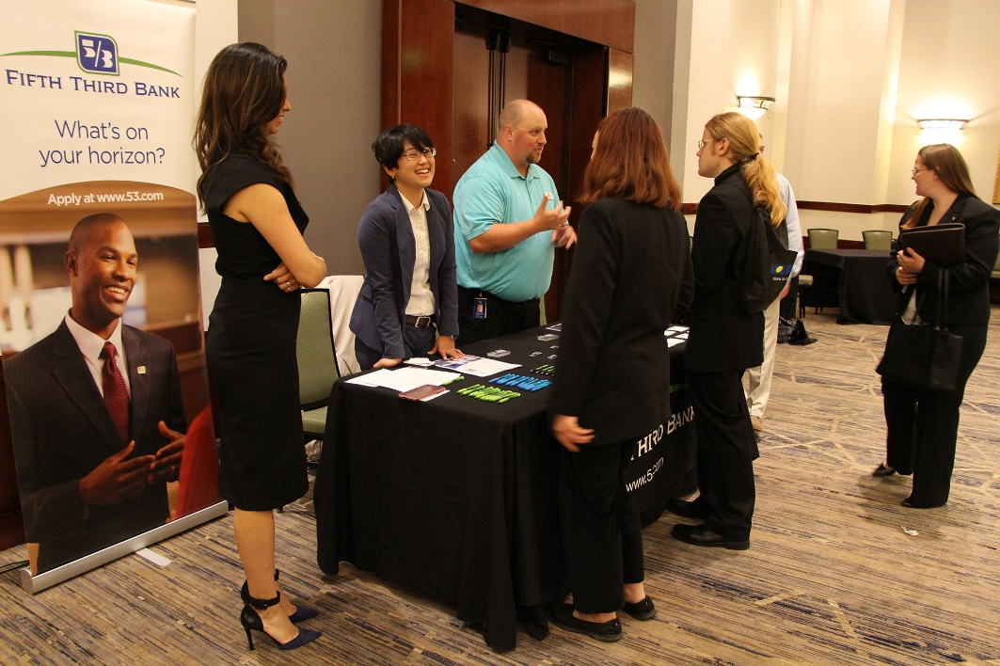 5/3
FIFTH THIRD BANK
What's on
your horizon?
Apply at www.53.com
THIRD BANK
www.5
.com